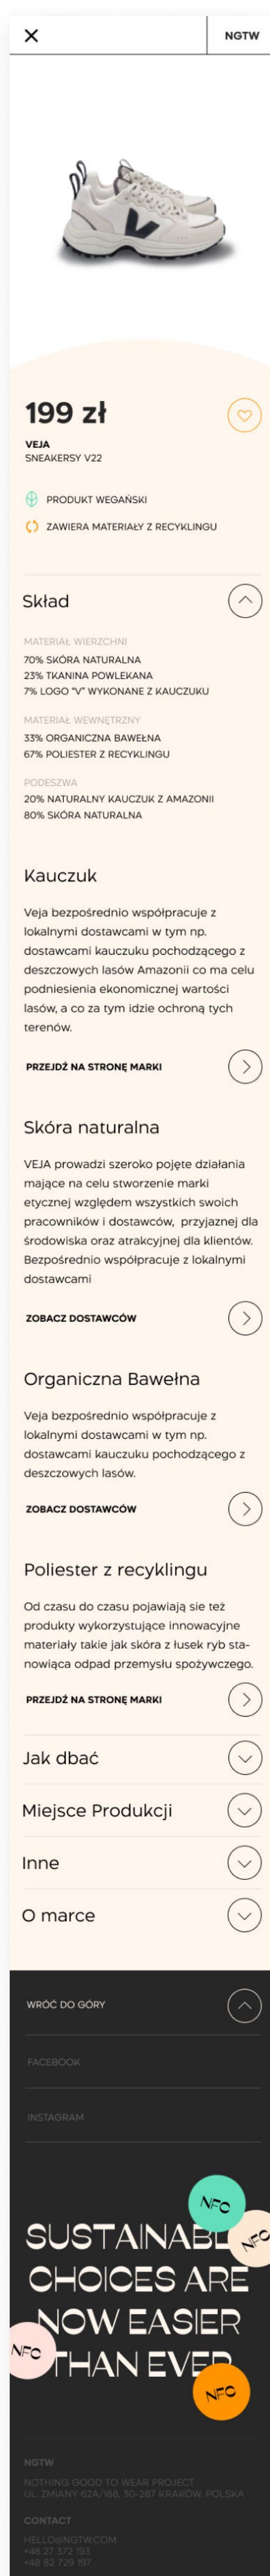 NGTW
199 zł
VEJA
SNEAKERSY V22
PRODUKT WEGAŃSKI
ZAWIERA MATERIAŁY Z RECYKLINGU
Skład
MATERIAŁ WIERZCHNI
70% SKÓRA NATURALNA
23% TKANINA POWLEKANA
7% LOGO “V” WYKONANE Z KAUCZUKU
MATERIAŁ WEWNĘTRZNY
33% ORGANICZNA BAWEŁNA
67% POLIESTER Z RECYKLINGU
PODESZWA
20% NATURALNY KAUCZUK Z AMAZONII
80% SKÓRA NATURALNA
Kauczuk
Veja bezpośrednio współpracuje z
lokalnymi dostawcami w tym np.
dostawcami kauczuku pochodzącego z
deszczowych lasów Amazonii co ma celu
podniesienia ekonomicznej wartości
lasów, a co za tym idzie ochroną tych
terenów.
PRZEJDŹ NA STRONĘ MARKI
Skóra naturalna
VEJA prowadzi szeroko pojęte działania
mające na celu stworzenie marki
etycznej względem wszystkich swoich
pracowników i dostawców, przyjaznej dla
środowiska oraz atrakcyjnej dla klientów.
Bezpośrednio współpracuje z lokalnymi
dostawcami
ZOBACZ DOSTAWCÓW
Organiczna Bawełna
Veja bezpośrednio współpracuje z
lokalnymi dostawcami w tym np.
dostawcami kauczuku pochodzącego z
deszczowych lasów.
ZOBACZ DOSTAWCÓW
Poliester z recyklingu
Od czasu do czasu pojawiają sie też
produkty wykorzystujące innowacyjne
materiały takie jak skóra z łusek ryb sta-
nowiąca odpad przemysłu spożywczego.
PRZEJDŹ NA STRONĘ MARKI
Jak dbać
Miejsce Produkcji
Inne
O marce
WRÓĆ DO GÓRY
FACEBOOK
INSTAGRAM
NFC
SUSTAINABL
NFC
CHOICES ARE
NOW EASIER
NFC
THAN EVER
NFC
NGTW
NOTHING GOOD TO WEAR PROJECT
UL. ZMIANY 62A/188, 30-287 KRAKÓW, POLSKA
CONTACT
HELLO@NGTW.COM
+48 27 372 193
+48 82 729 197